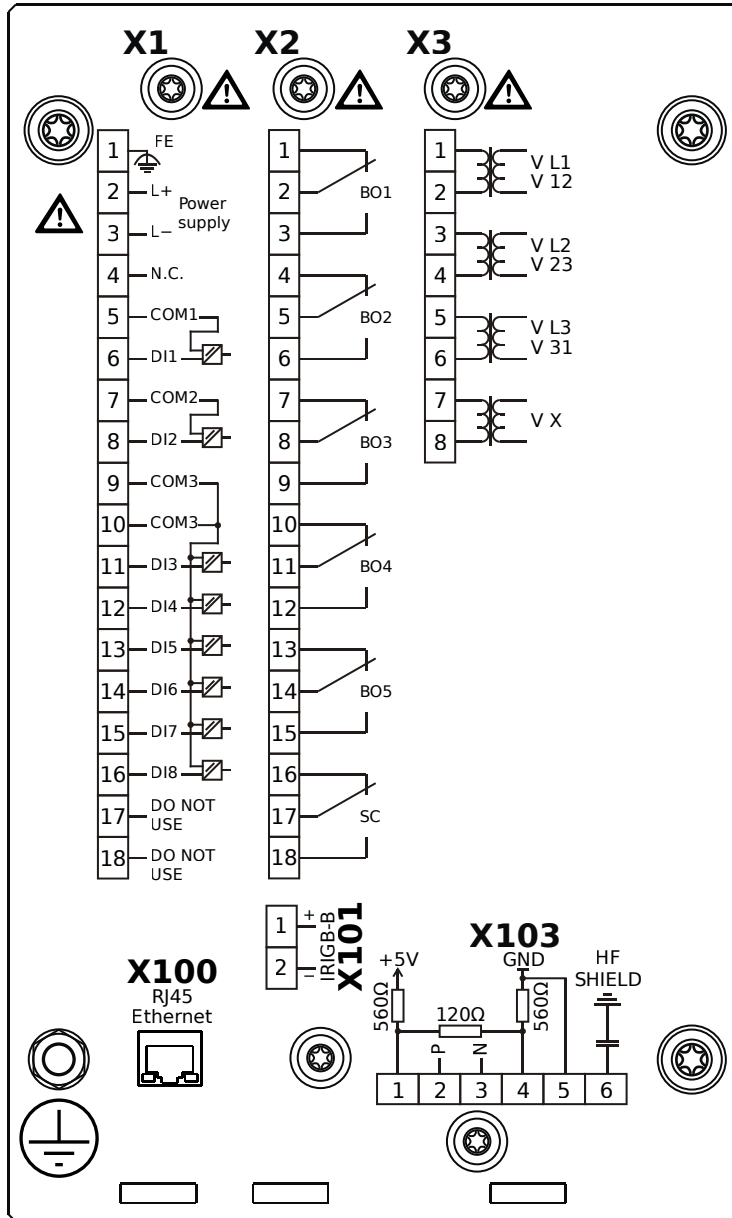 X1
X2
X3
1
FE
2
L+
Power
supply
3
L−
4
N.C.
5
COM1
6
DI1
7
COM2
8
DI2
9
COM3
10
COM3
11
DI3
12
DI4
13
DI5
14
DI6
15
DI7
16
DI8
17
DO NOT
USE
18
DO NOT
USE
1
2
BO1
3
4
5
BO2
6
7
8
BO3
9
10
11
BO4
12
13
14
BO5
15
16
17
SC
18
1
V L1
V 12
2
3
V L2
V 23
4
5
V L3
V 31
6
7
V X
8
1
+
2
−
IRIGB-B
X101
X100
RJ45
Ethernet
X103
+5V
GND
HF
SHIELD
560Ω
120Ω
560Ω
P
N
1
2
3
4
5
6